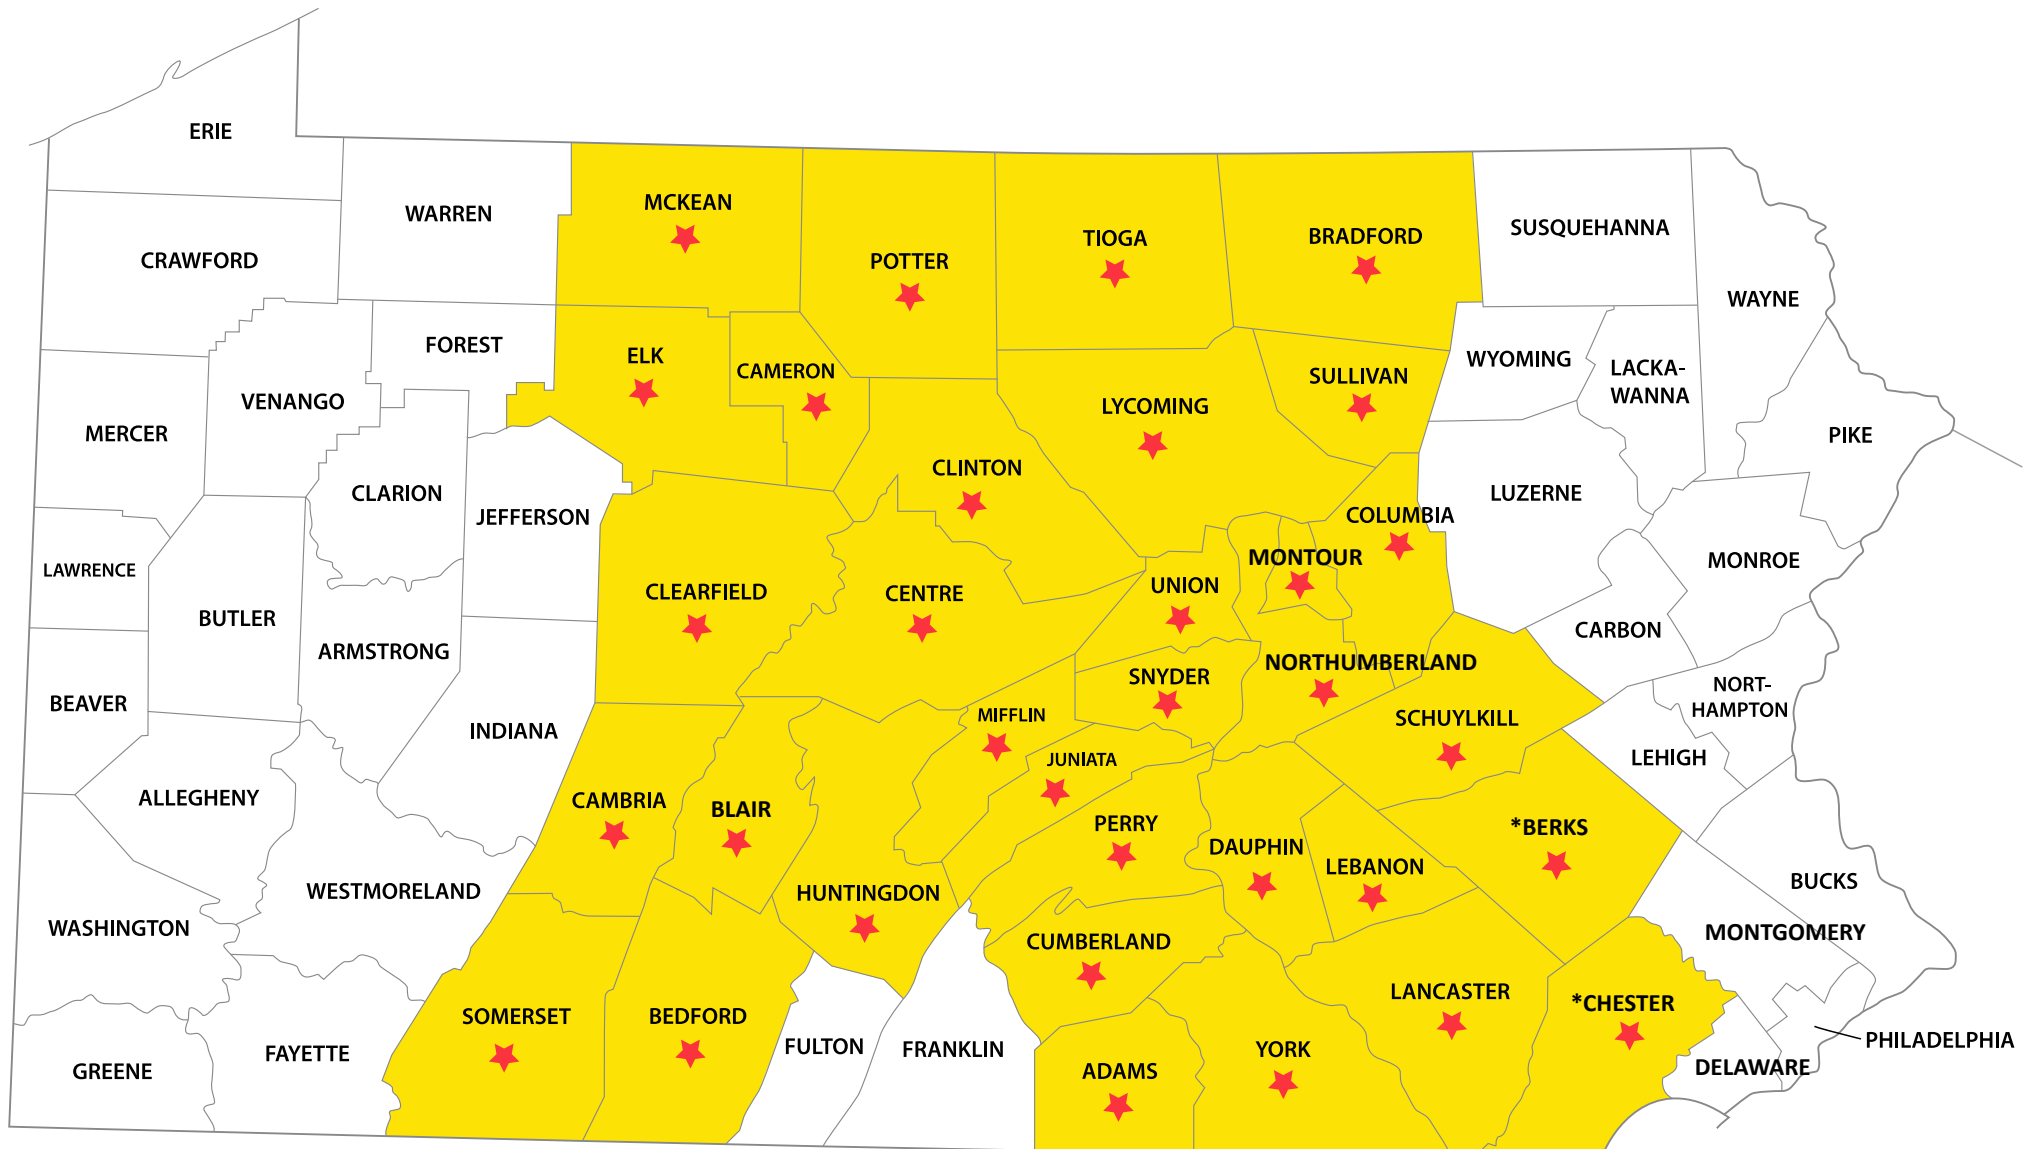 ERIE
WARREN
MCKEAN
POTTER
TIOGA
BRADFORD
SUSQUEHANNA
WAYNE
CRAWFORD
FOREST
ELK
CAMERON
LYCOMING
SULLIVAN
WYOMING
LACKA-
WANNA
PIKE
MERCER
VENANGO
CLARION
JEFFERSON
CLINTON
COLUMBIA
LUZERNE
MONROE
LAWRENCE
BUTLER
ARMSTRONG
CLEARFIELD
CENTRE
UNION
MONTOUR
CARBON
BEAVER
INDIANA
MIFFLIN
SNYDER
NORTHUMBERLAND
SCHUYLKILL
NORT-
HAMPTON
LEHIGH
ALLEGHENY
CAMBRIA
BLAIR
JUNIATA
PERRY
DAUPHIN
LEBANON
*BERKS
BUCKS
WASHINGTON
WESTMORELAND
HUNTINGDON
CUMBERLAND
LANCASTER
*CHESTER
MONTGOMERY
GREENE
FAYETTE
SOMERSET
BEDFORD
FULTON
FRANKLIN
ADAMS
YORK
DELAWARE
PHILADELPHIA